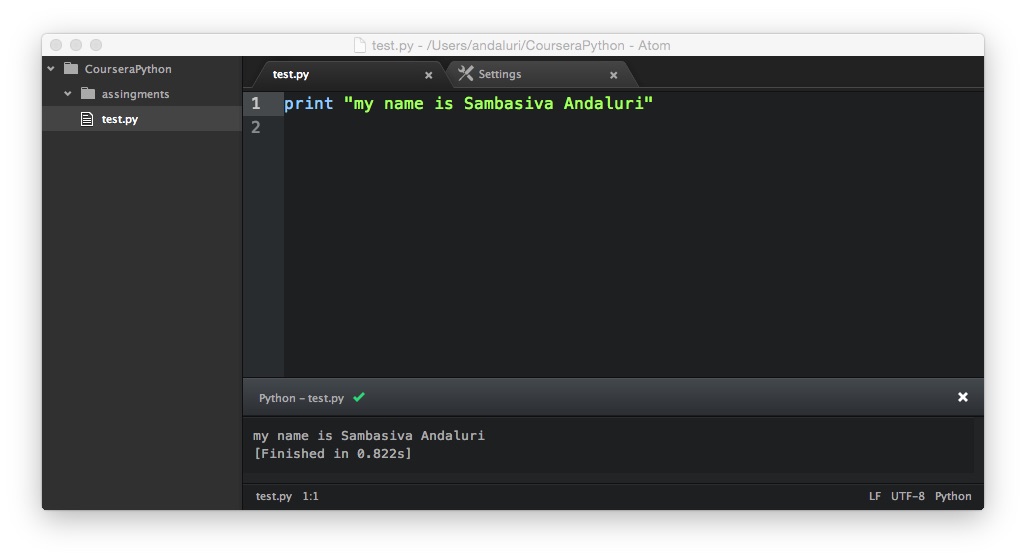 test.py - /Users/andaluri/CourseraPython - Atom
CourseraPython
assingments
test.py
test.py
Settings
1 print "my name is Sambasiva Andaluri"
2
Python – test.py
my name is Sambasiva Andaluri
[Finished in 0.822s]
test.py 1:1 LF UTF-8 Python